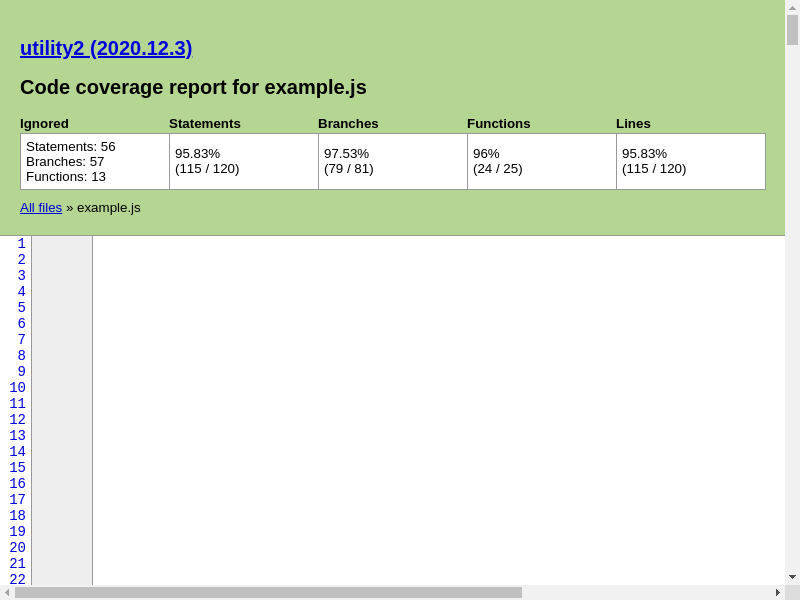 utility2 (2020.12.3)
Code coverage report for example.js
Ignored Statements Branches Functions Lines
Statements: 56
Branches: 57
Functions: 13
95.83%
(115 / 120)
97.53%
(79 / 81)
96%
(24 / 25)
95.83%
(115 / 120)
All files » example.js
1
2
3
4
5
6
7
8
9
10
11
12
13
14
15
16
17
18
19
20
21
22